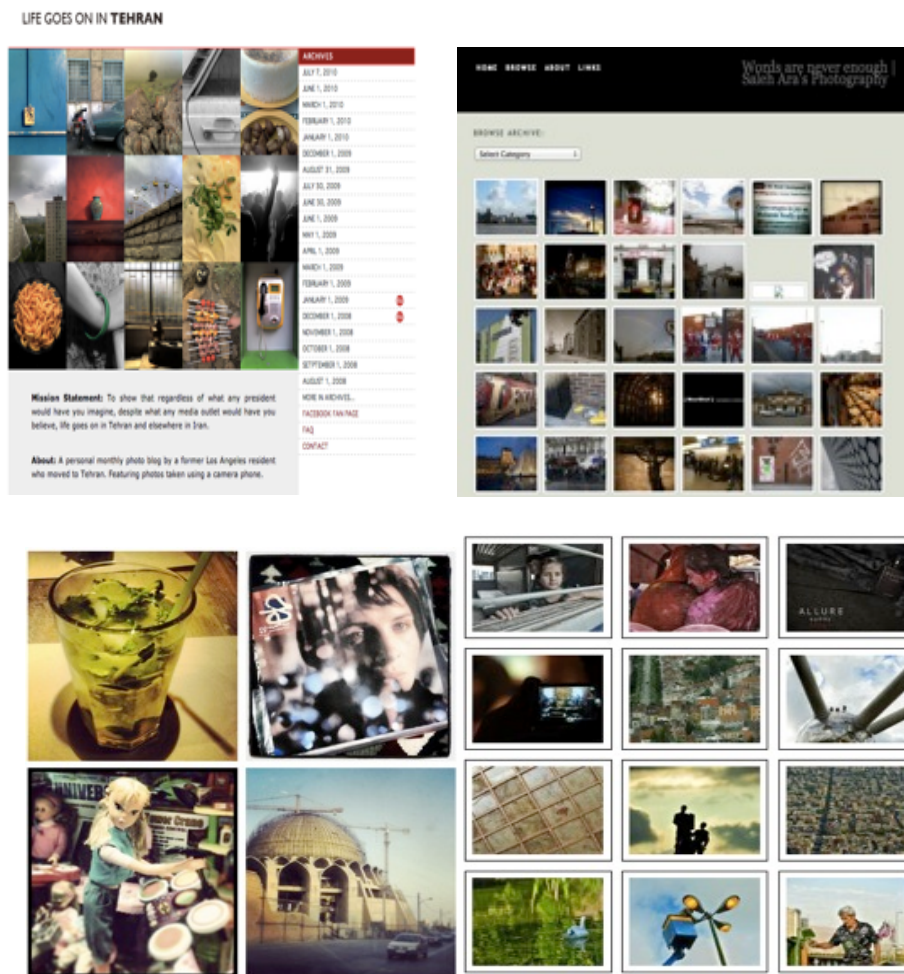 LIFE GOES ON IN TEHRAN
ARCHIVES
JULY 7, 2010
JUNE 1, 2010
MARCH 1, 2010
FEBRUARY 1, 2010
JANUARY 1, 2010
DECEMBER 1, 2009
AUGUST 31, 2009
JULY 30, 2009
JUNE 30, 2009
JUNE 1, 2009
MAY 1, 2009
APRIL 1, 2009
MARCH 1, 2009
FEBRUARY 1, 2009
JANUARY 1, 2009
DECEMBER 1, 2008
NOVEMBER 1, 2008
OCTOBER 1, 2008
SETPTEMBER 1, 2008
AUGUST 1, 2008
MORE IN ARCHIVES...
FACEBOOK FAN PAGE
FAQ
CONTACT
Mission Statement: To show that regardless of what any president
would have you imagine, despite what any media outlet would have you
believe, life goes on in Tehran and elsewhere in Iran.
About: A personal monthly photo blog by a former Los Angeles resident
who moved to Tehran. Featuring photos taken using a camera phone.
HOME BROWSE ABOUT LINKS
Words are never enough |
Saleh Ara's Photography
BROWSE ARCHIVE:
Select Category
ALLURE